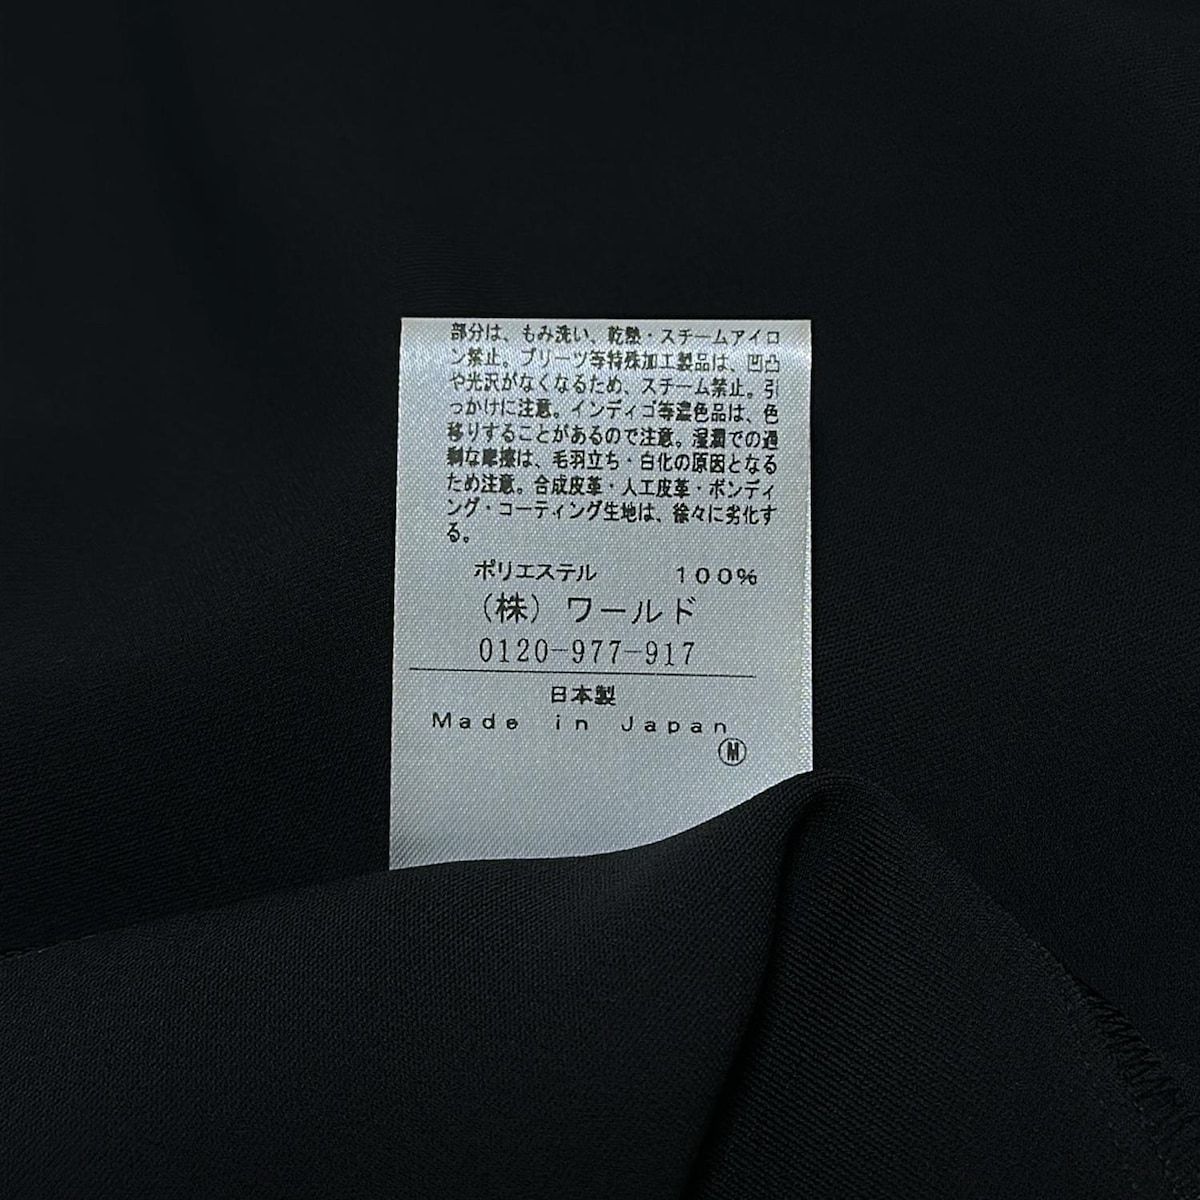 部分は、もみ洗い、乾熱・スチームアイロ
ン禁止。プリーツ等特殊加工製品は、凹凸
や光沢がなくなるため、スチーム禁止。引
っかけに注意。インディゴ等濃色品は、色
移りすることがあるので注意。湿潤での過
剰な摩擦は、毛羽立ち・白化の原因となる
ため注意。合成皮革・人工皮革・ボンディ
ング・コーティング生地は、徐々に劣化す
る。
ポリエステル 100%
(株)ワールド
0120-977-917
日本製
Made in Japan
M